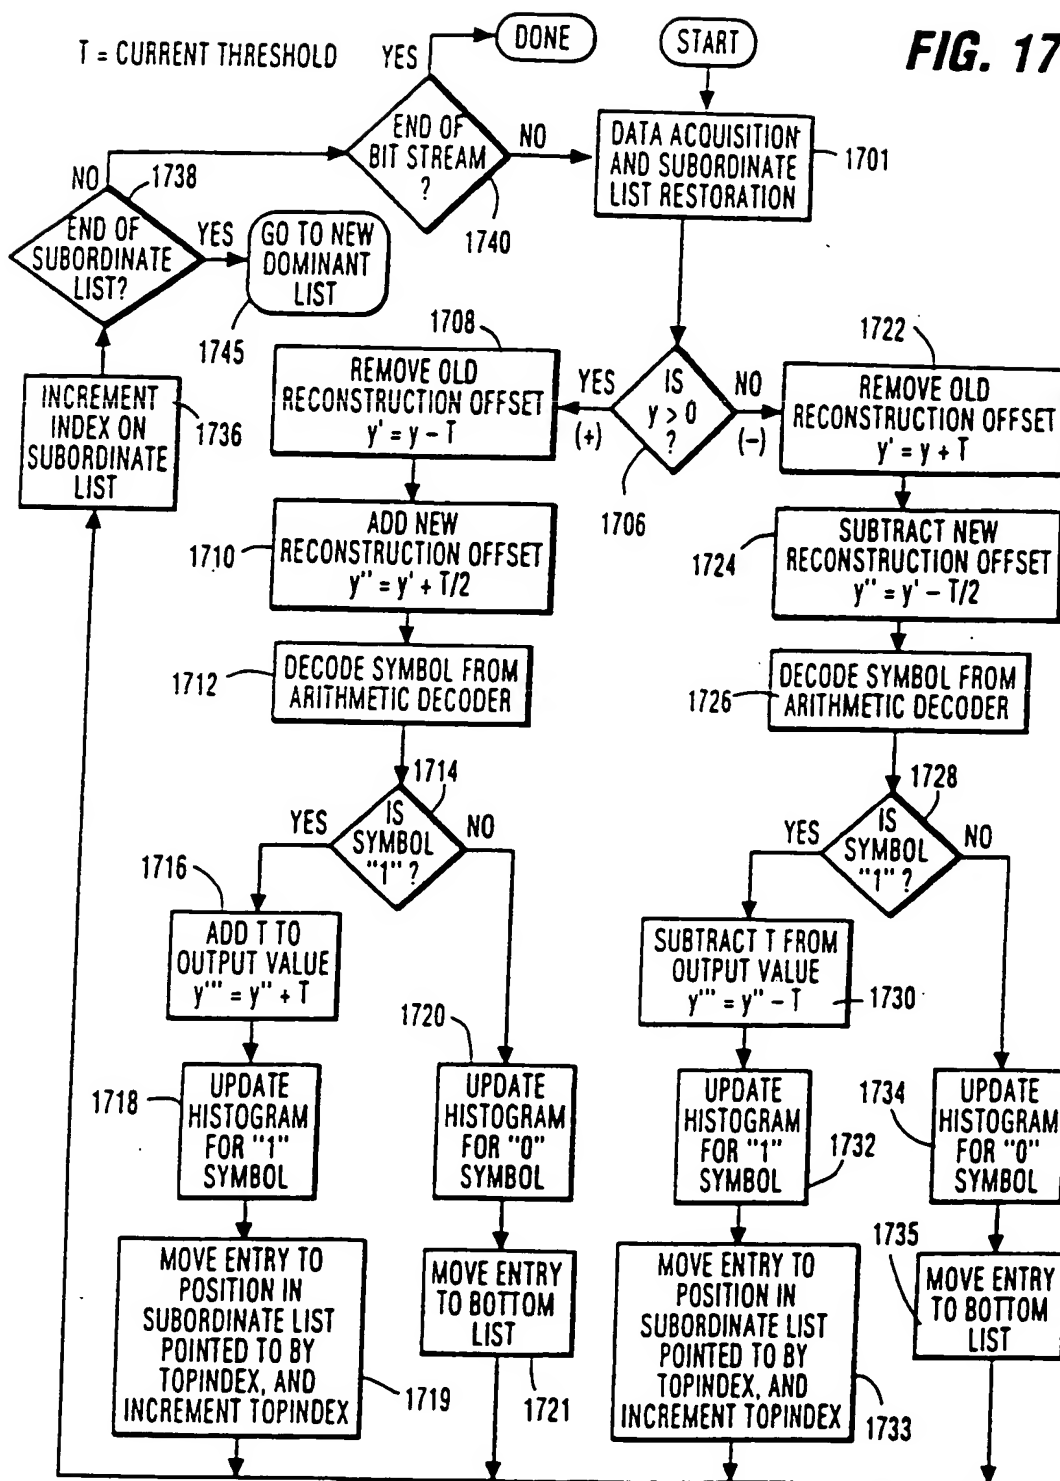 FIG. 17
T = CURRENT THRESHOLD
YES
DONE
START
END OF
BIT STREAM
?
NO
1740
DATA ACQUISITION
AND SUBORDINATE
LIST RESTORATION
1701
NO
1738
END OF
SUBORDINATE
LIST?
YES
GO TO NEW
DOMINANT
LIST
1745
INCREMENT
INDEX ON
SUBORDINATE
LIST
1736
1708
REMOVE OLD
RECONSTRUCTION OFFSET
y' = y − T
YES
(+)
IS
y > 0
?
NO
(−)
1706
1722
REMOVE OLD
RECONSTRUCTION OFFSET
y' = y + T
1710
ADD NEW
RECONSTRUCTION OFFSET
y'' = y' + T/2
1724
SUBTRACT NEW
RECONSTRUCTION OFFSET
y'' = y' − T/2
1712
DECODE SYMBOL FROM
ARITHMETIC DECODER
1726
DECODE SYMBOL FROM
ARITHMETIC DECODER
1714
YES
IS
SYMBOL
"1" ?
NO
1728
YES
IS
SYMBOL
"1" ?
NO
1716
ADD T TO
OUTPUT VALUE
y''' = y'' + T
SUBTRACT T FROM
OUTPUT VALUE
y''' = y'' − T
1730
1718
UPDATE
HISTOGRAM
FOR "1"
SYMBOL
1720
UPDATE
HISTOGRAM
FOR "0"
SYMBOL
UPDATE
HISTOGRAM
FOR "1"
SYMBOL
1732
1734
UPDATE
HISTOGRAM
FOR "0"
SYMBOL
MOVE ENTRY TO
POSITION IN
SUBORDINATE LIST
POINTED TO BY
TOPINDEX, AND
INCREMENT TOPINDEX
1719
MOVE ENTRY
TO BOTTOM
LIST
1721
MOVE ENTRY TO
POSITION IN
SUBORDINATE LIST
POINTED TO BY
TOPINDEX, AND
INCREMENT TOPINDEX
1733
1735
MOVE ENTRY
TO BOTTOM
LIST